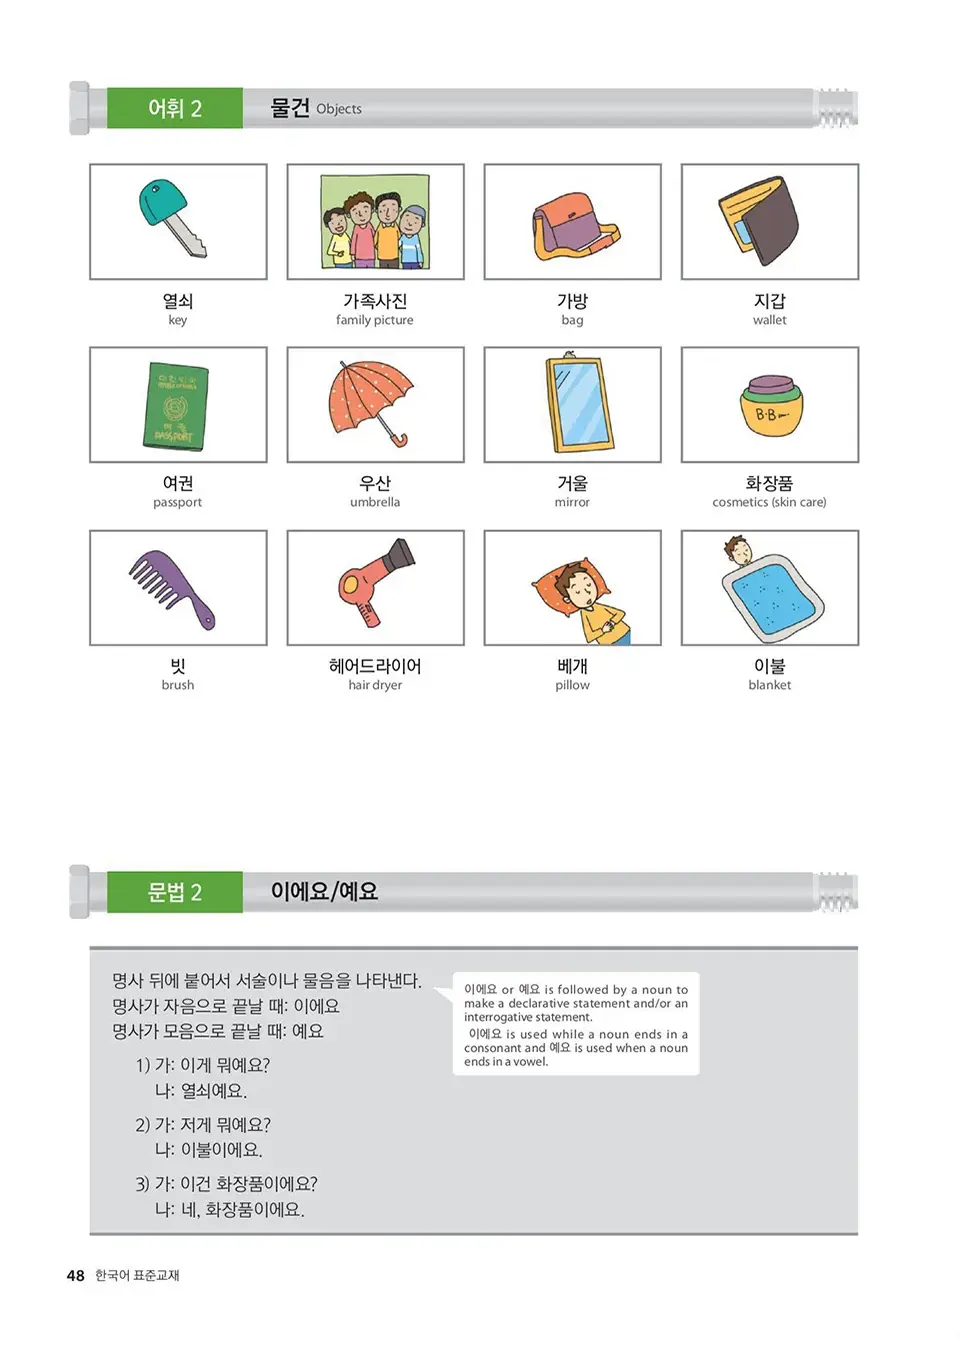 어휘 2 물건 Objects
열쇠 가족사진 가방 지갑
key family picture bag wallet
대한민국
PASSPORT
B·B
여권 우산 거울 화장품
passport umbrella mirror cosmetics (skin care)
빗 헤어드라이어 베개 이불
brush hair dryer pillow blanket
문법 2 이에요/예요
명사 뒤에 붙어서 서술이나 물음을 나타낸다.
명사가 자음으로 끝날 때: 이에요
명사가 모음으로 끝날 때: 예요
이에요 or 예요 is followed by a noun to
make a declarative statement and/or an
interrogative statement.
이에요 is used while a noun ends in a
consonant and 예요 is used when a noun
ends in a vowel.
1) 가: 이게 뭐예요?
나: 열쇠예요.
2) 가: 저게 뭐예요?
나: 이불이에요.
3) 가: 이건 화장품이에요?
나: 네, 화장품이에요.
48 한국어 표준교재